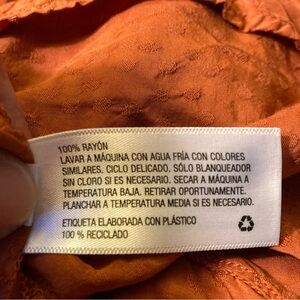 100% RAYÓN
LAVAR A MÁQUINA CON AGUA FRÍA CON COLORES
SIMILARES. CICLO DELICADO. SÓLO BLANQUEADOR
SIN CLORO SI ES NECESARIO. SECAR A MÁQUINA A
TEMPERATURA BAJA. RETIRAR OPORTUNAMENTE.
PLANCHAR A TEMPERATURA MEDIA SI ES NECESARIO.
ETIQUETA ELABORADA CON PLÁSTICO
100 % RECICLADO